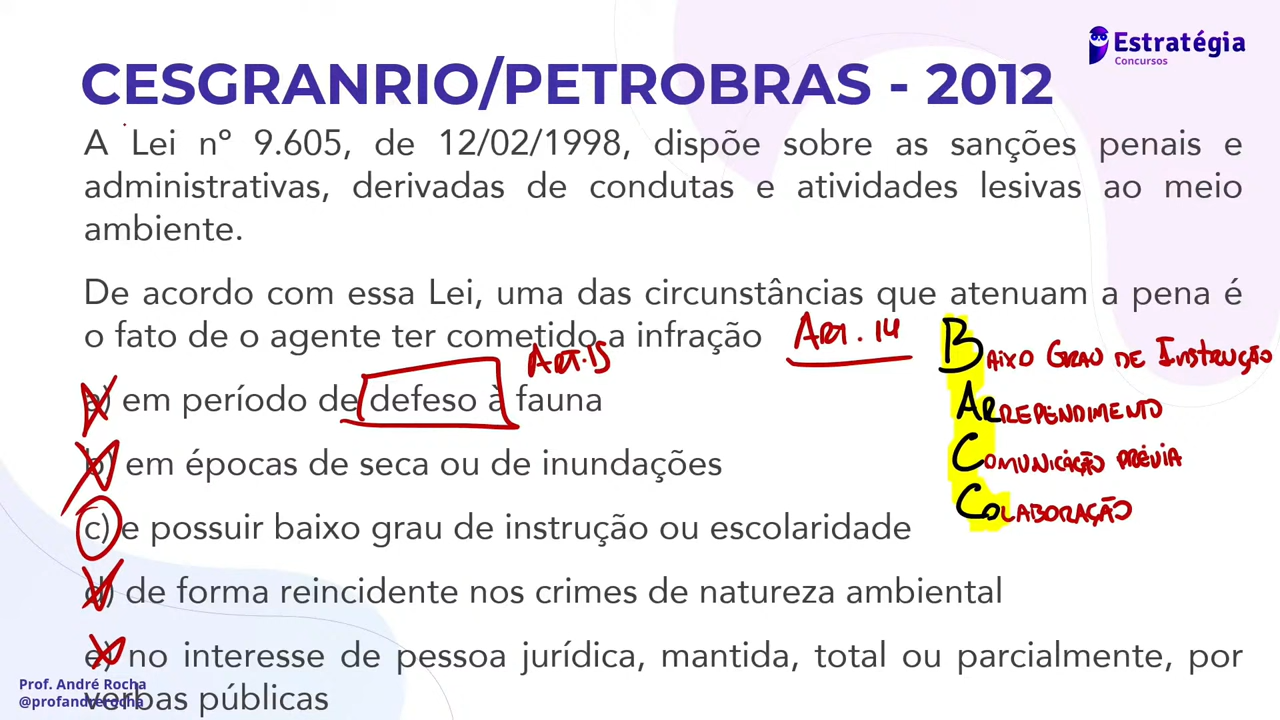 Estratégia
Concursos
CESGRANRIO/PETROBRAS - 2012
A Lei nº 9.605, de 12/02/1998, dispõe sobre as sanções penais e
administrativas, derivadas de condutas e atividades lesivas ao meio
ambiente.
De acordo com essa Lei, uma das circunstâncias que atenuam a pena é
o fato de o agente ter cometido a infração
ART. 14
BAIXO GRAU DE INSTRUÇÃO
ART. 15
a) em período de defeso à fauna
ARREPENDIMENTO
b) em épocas de seca ou de inundações
COMUNICAÇÃO PRÉVIA
COLABORAÇÃO
c) e possuir baixo grau de instrução ou escolaridade
d) de forma reincidente nos crimes de natureza ambiental
e) no interesse de pessoa jurídica, mantida, total ou parcialmente, por
verbas públicas
Prof. André Rocha
@profandrerocha